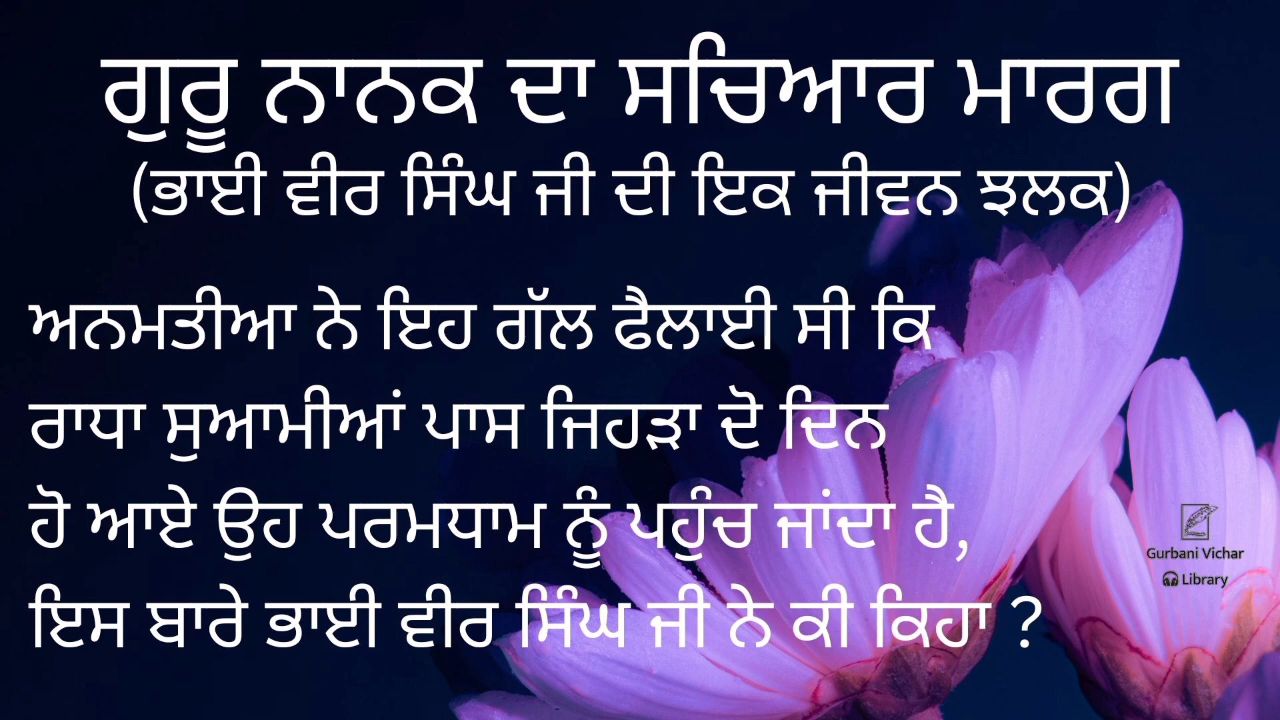 ਗੁਰੂ ਨਾਨਕ ਦਾ ਸਚਿਆਰ ਮਾਰਗ
(ਭਾਈ ਵੀਰ ਸਿੰਘ ਜੀ ਦੀ ਇਕ ਜੀਵਨ ਝਲਕ)
ਅਨਮਤੀਆ ਨੇ ਇਹ ਗੱਲ ਫੈਲਾਈ ਸੀ ਕਿ
ਰਾਧਾ ਸੁਆਮੀਆਂ ਪਾਸ ਜਿਹੜਾ ਦੋ ਦਿਨ
ਹੋ ਆਏ ਉਹ ਪਰਮਧਾਮ ਨੂੰ ਪਹੁੰਚ ਜਾਂਦਾ ਹੈ,
ਇਸ ਬਾਰੇ ਭਾਈ ਵੀਰ ਸਿੰਘ ਜੀ ਨੇ ਕੀ ਕਿਹਾ ?
Gurbani Vichar
Library